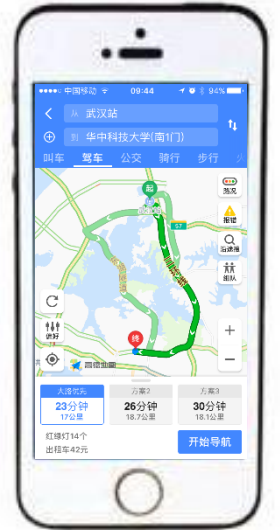 中国移动 09:44 94%
从 武汉站
到 华中科技大学(南1门)
叫车 驾车 公交 骑行 步行
起
路况
S7
报错
沿途搜
组队
偏好
终
高德地图
大路优先 方案2 方案3
23分钟 26分钟 30分钟
17公里 18.7公里 18.1公里
红绿灯14个
出租车42元
开始导航